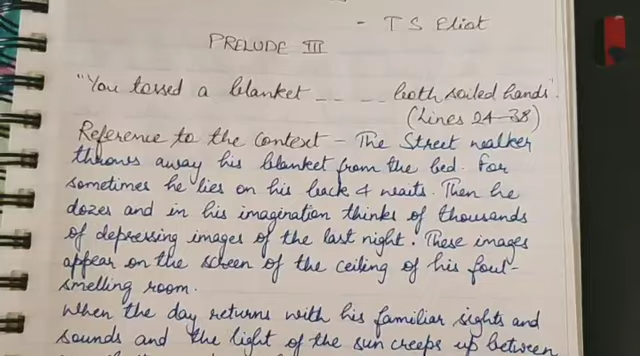 - T S Eliot
PRELUDE III
"You tossed a blanket _ _ _ both soiled hands".
(Lines 24-38)
Reference to the context - The Street walker
throws away his blanket from the bed. For
sometimes he lies on his back & waits. Then he
dozes and in his imagination thinks of thousands
of depressing images of the last night. These images
appear on the screen of the ceiling of his foul-
smelling room.
When the day returns with his familiar sights and
sounds and the light of the sun creeps up between